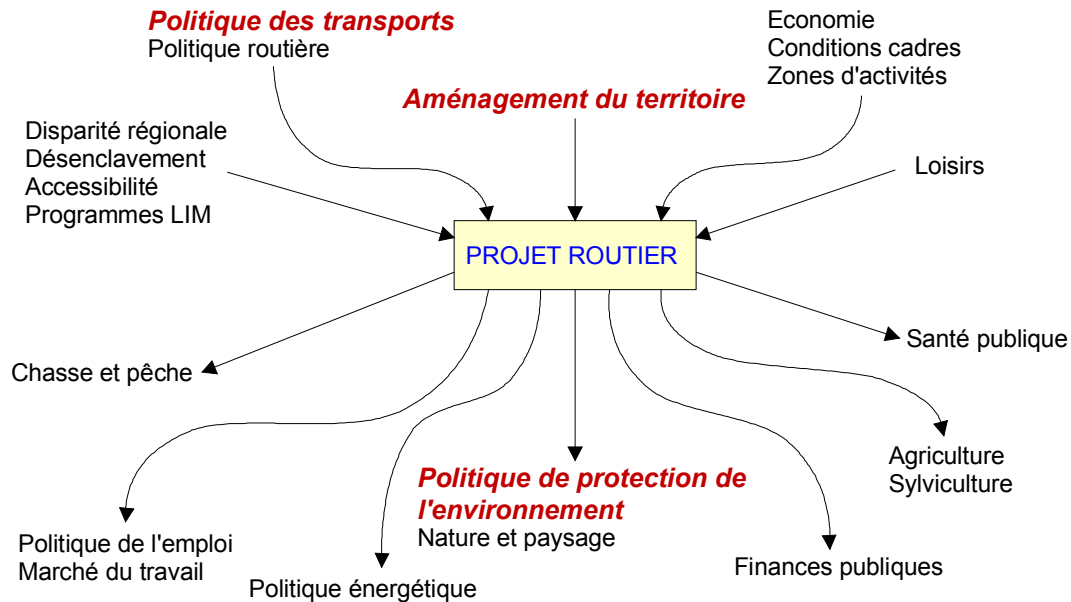 Politique des transports
Politique routière
Economie
Conditions cadres
Zones d'activités
Aménagement du territoire
Disparité régionale
Désenclavement
Accessibilité
Programmes LIM
Loisirs
PROJET ROUTIER
Santé publique
Chasse et pêche
Agriculture
Sylviculture
Politique de protection de
l'environnement
Nature et paysage
Politique de l'emploi
Marché du travail
Politique énergétique
Finances publiques